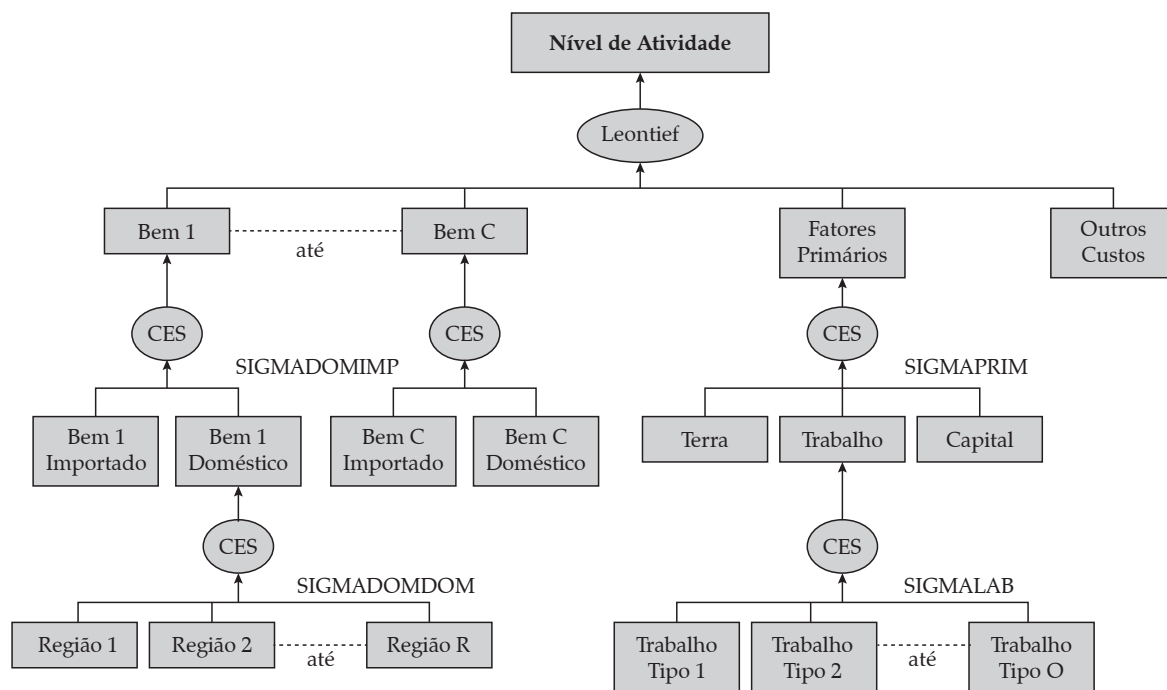 Nível de Atividade
Leontief
Bem 1
até
Bem C
Fatores
Primários
Outros
Custos
CES
CES
CES
SIGMADOMIMP
SIGMAPRIM
Bem 1
Importado
Bem 1
Doméstico
Bem C
Importado
Bem C
Doméstico
Terra
Trabalho
Capital
CES
CES
SIGMADOMDOM
SIGMALAB
Região 1
Região 2
até
Região R
Trabalho
Tipo 1
Trabalho
Tipo 2
até
Trabalho
Tipo O